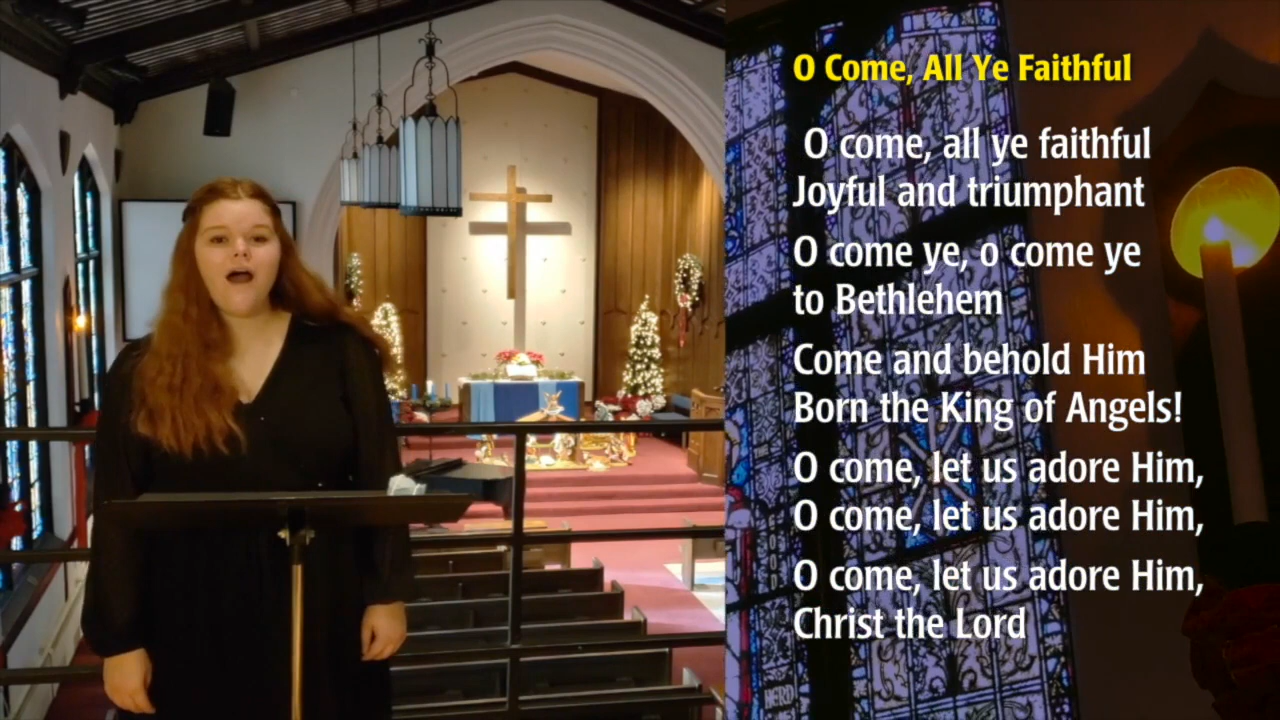 O Come, All Ye Faithful
O come, all ye faithful
Joyful and triumphant
O come ye, o come ye
to Bethlehem
Come and behold Him
Born the King of Angels!
O come, let us adore Him,
O come, let us adore Him,
O come, let us adore Him,
Christ the Lord